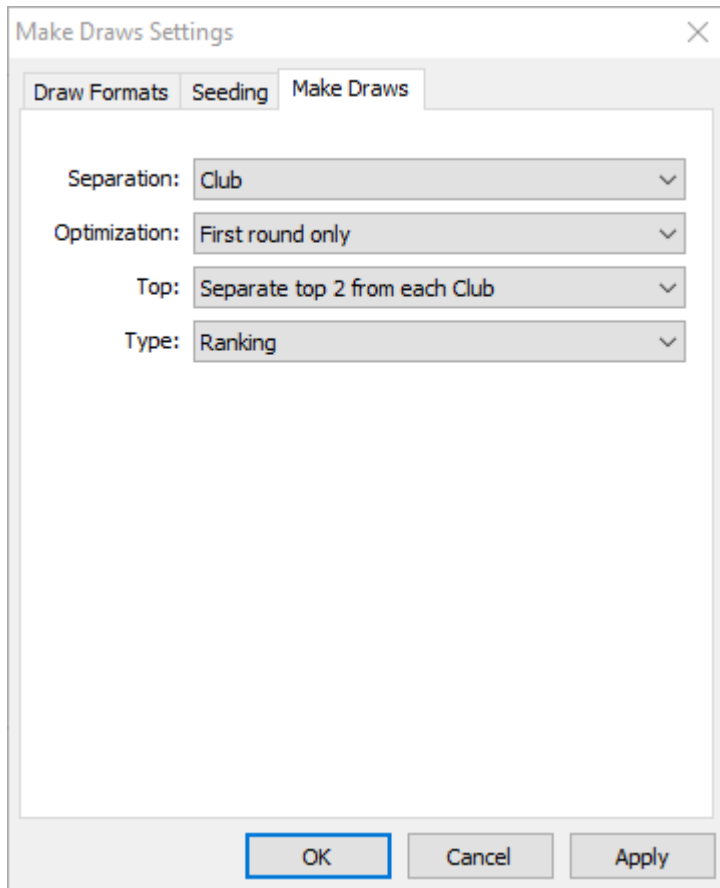 Make Draws Settings
Draw Formats Seeding Make Draws
Separation: Club
Optimization: First round only
Top: Separate top 2 from each Club
Type: Ranking
OK Cancel Apply